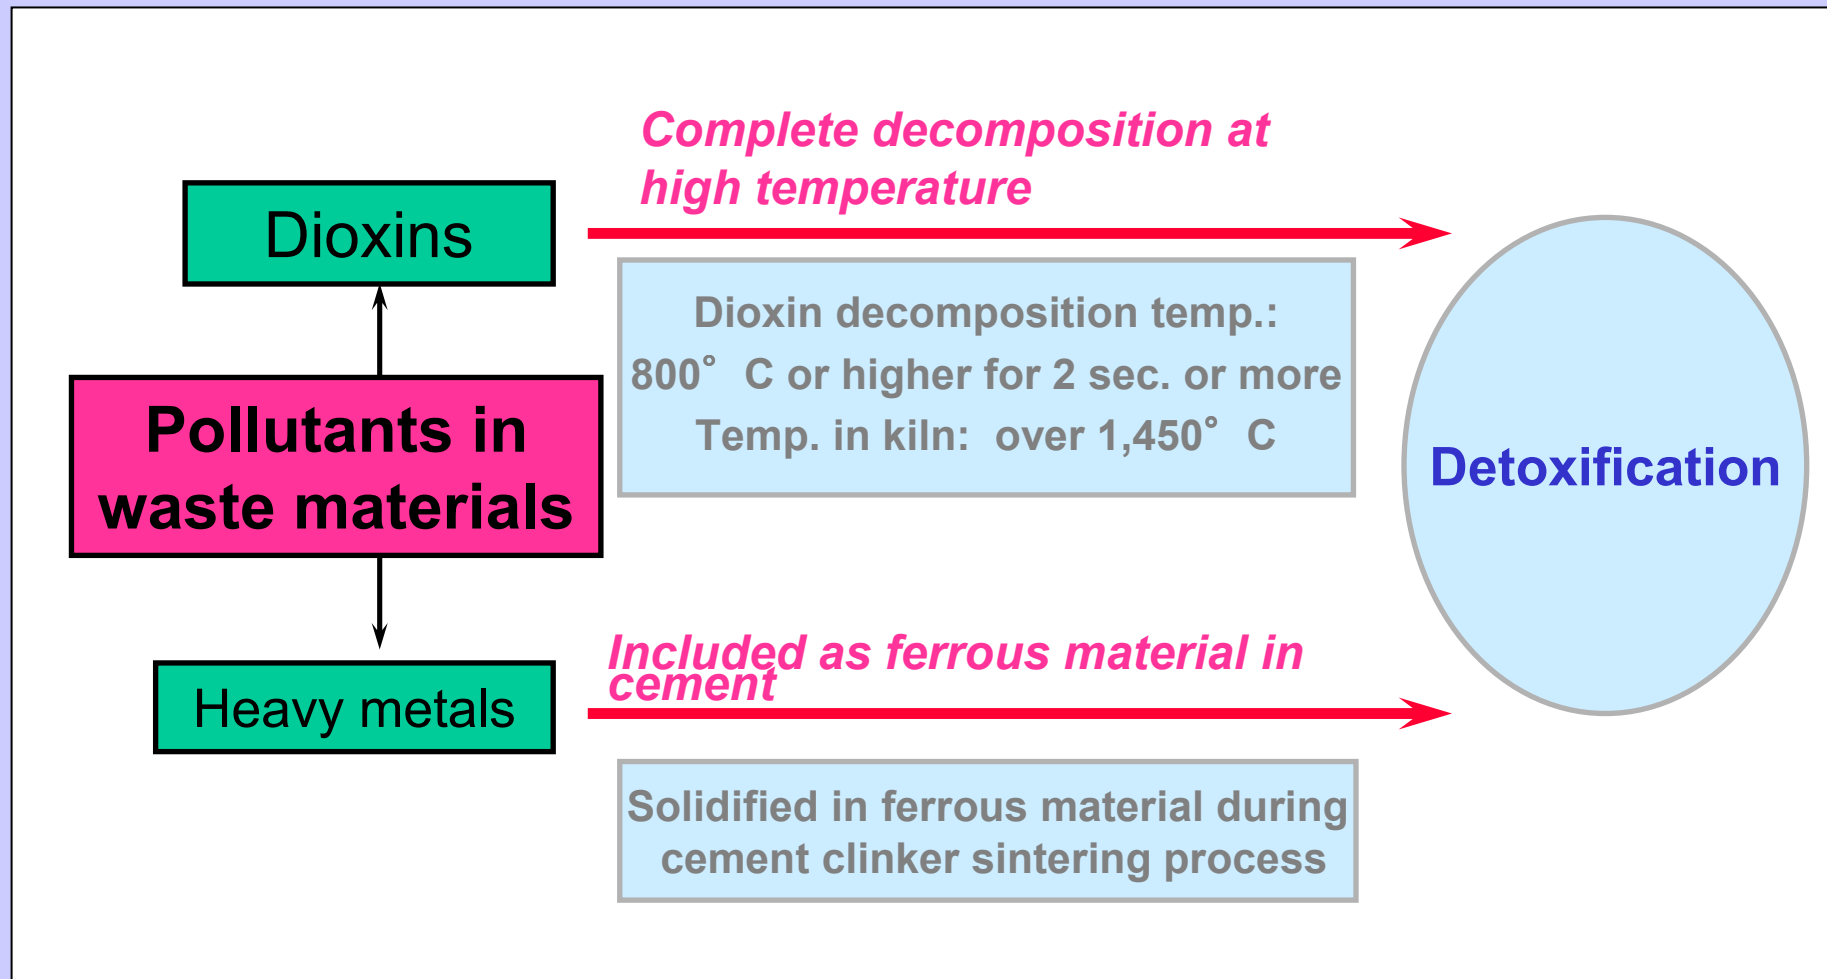 Complete decomposition at
high temperature
Dioxins
Dioxin decomposition temp.:
800° C or higher for 2 sec. or more
Temp. in kiln: over 1,450° C
Pollutants in
waste materials
Detoxification
Included as ferrous material in
cement
Heavy metals
Solidified in ferrous material during
cement clinker sintering process